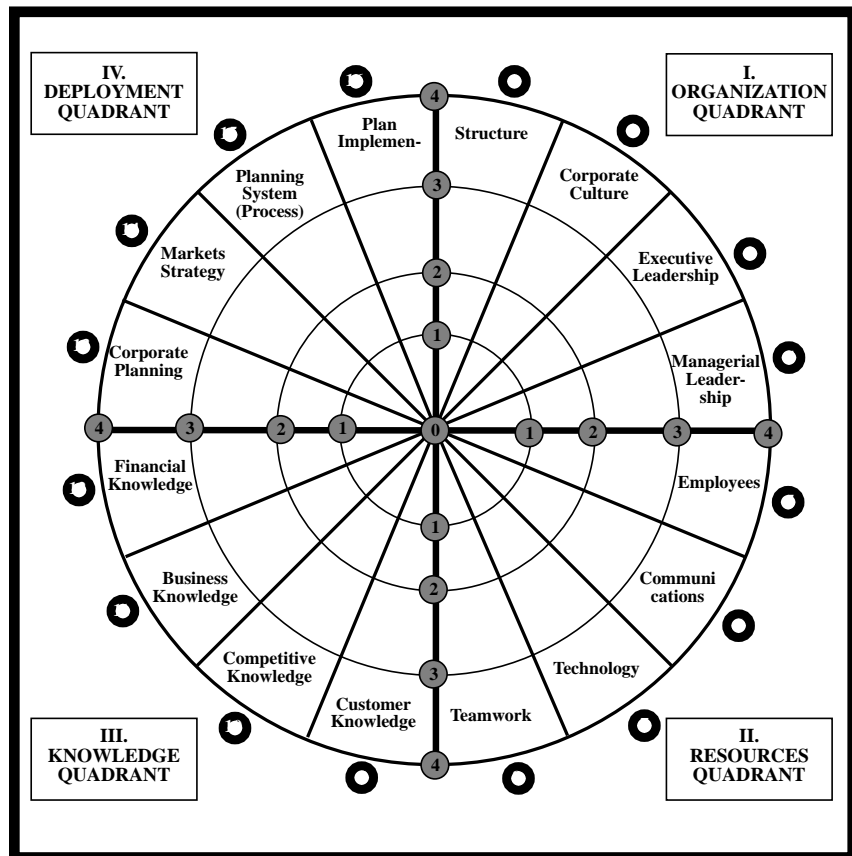 IV.
DEPLOYMENT
QUADRANT
I.
ORGANIZATION
QUADRANT
4
Plan
Implemen-
Structure
Planning
System
(Process)
3
Corporate
Culture
Markets
Strategy
2
Executive
Leadership
1
Corporate
Planning
Managerial
Leader-
ship
4
3
2
1
0
1
2
3
4
Financial
Knowledge
Employees
1
Business
Knowledge
2
Communi
cations
Competitive
Knowledge
3
Technology
Customer
Knowledge
Teamwork
4
III.
KNOWLEDGE
QUADRANT
II.
RESOURCES
QUADRANT